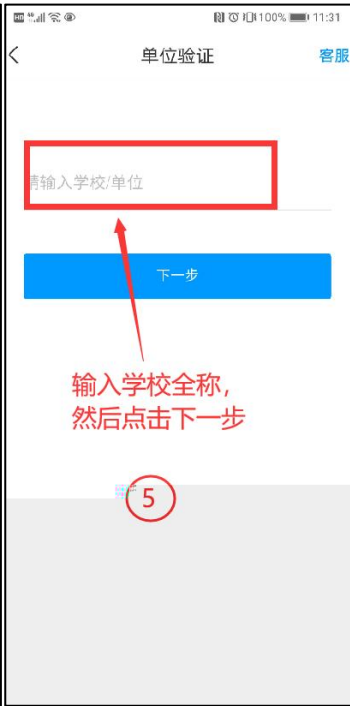 HD 100% 11:31
单位验证
客服
请输入学校/单位
下一步
输入学校全称,
然后点击下一步
5